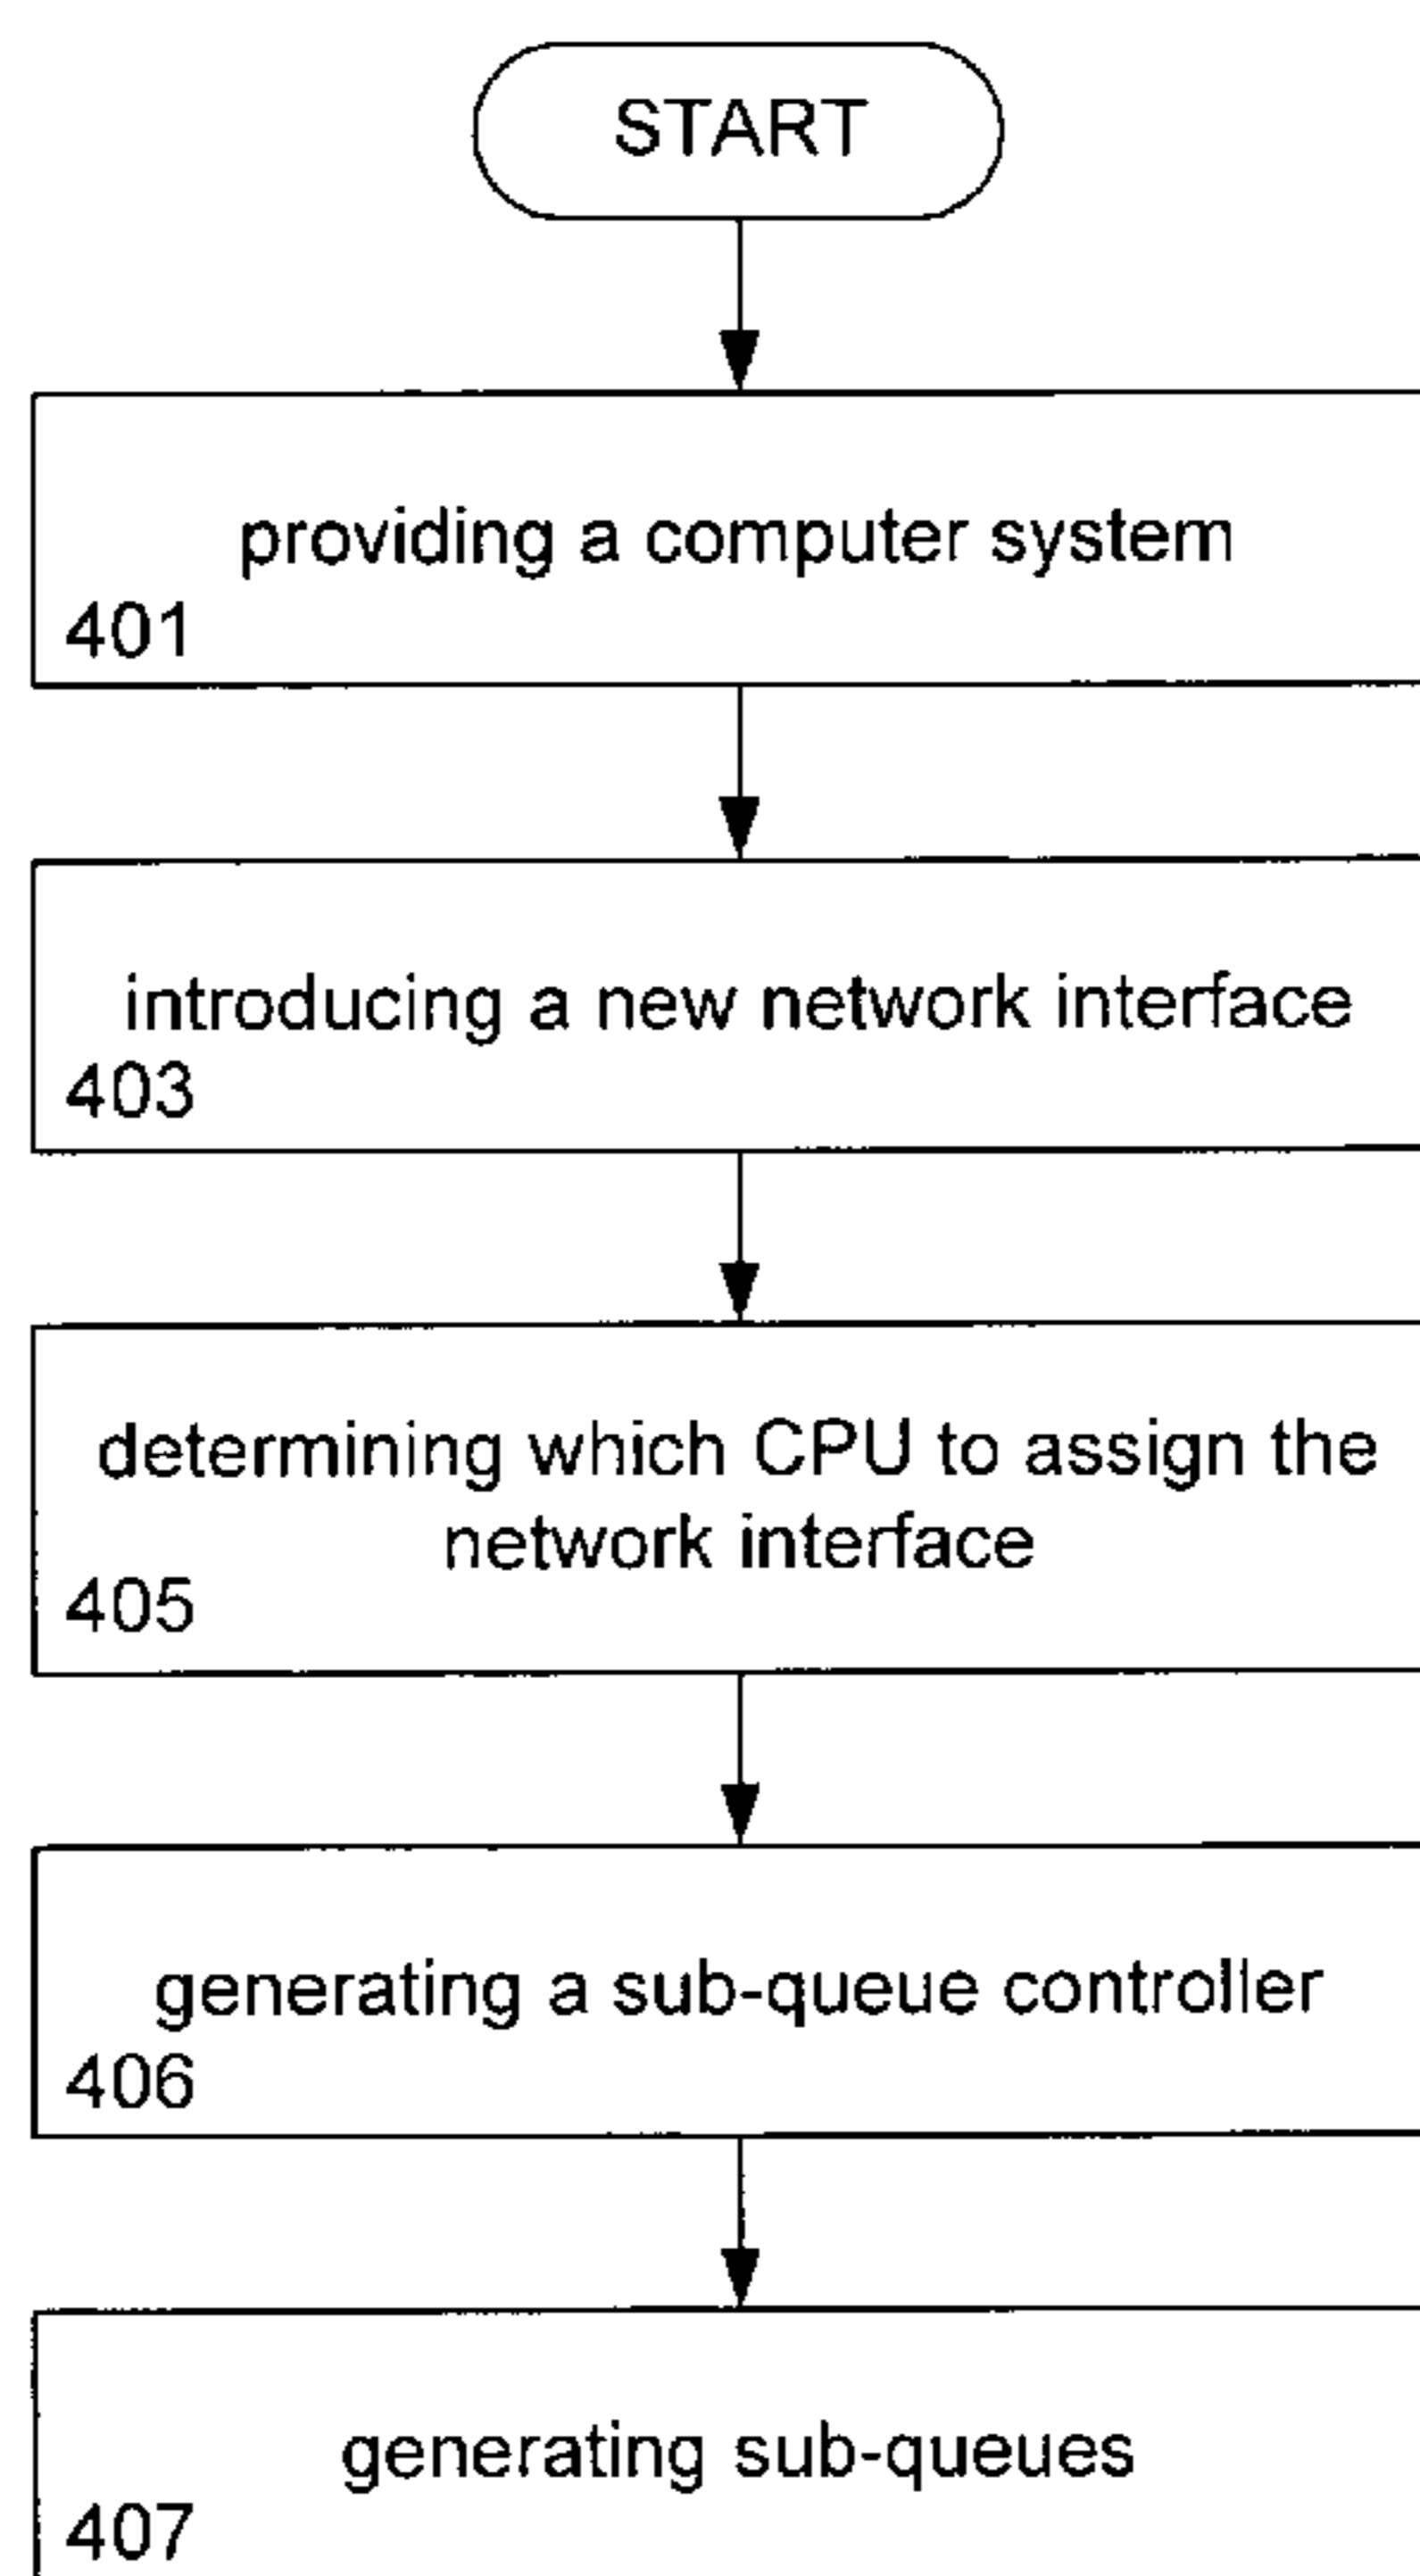 START
providing a computer system
401
introducing a new network interface
403
determining which CPU to assign the
network interface
405
generating a sub-queue controller
406
generating sub-queues
407